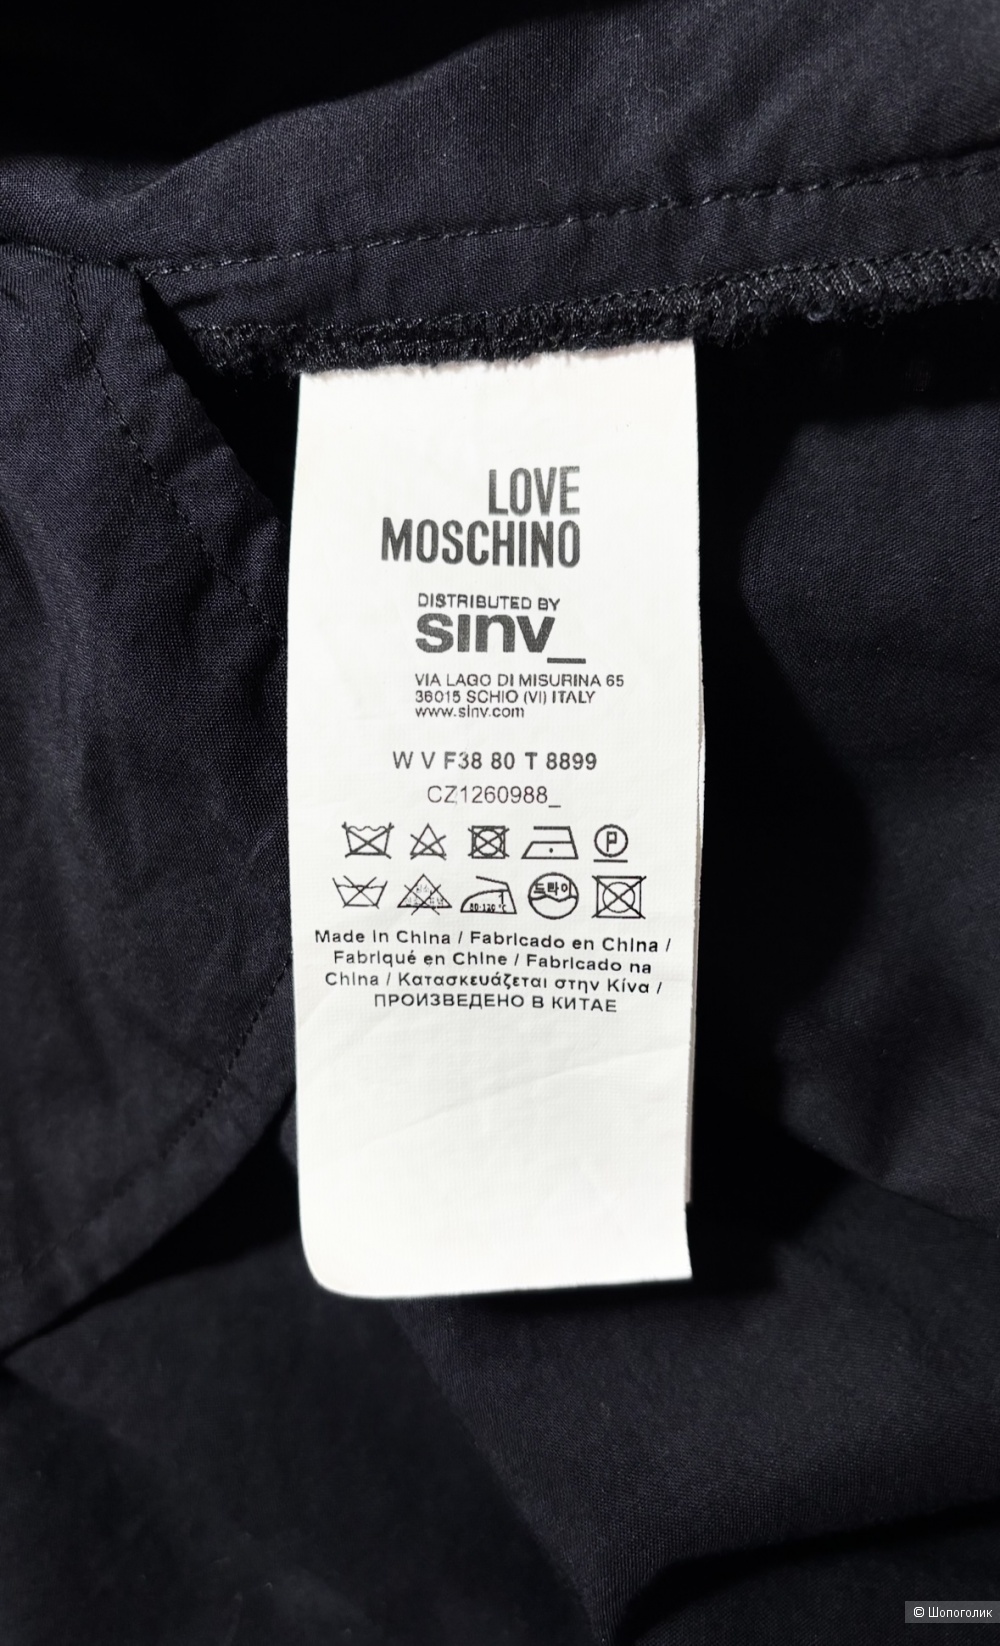 LOVE
MOSCHINO
DISTRIBUTED BY
sinv_
VIA LAGO DI MISURINA 65
36015 SCHIO (VI) ITALY
www.sinv.com
W V F38 80 T 8899
CZ1260988_
P
80-120°C 드라이
Made in China / Fabricado en China /
Fabriqué en Chine / Fabricado na
China / Κατασκευάζεται στην Κίνα /
ПРОИЗВЕДЕНО В КИТАЕ
© Шопоголик